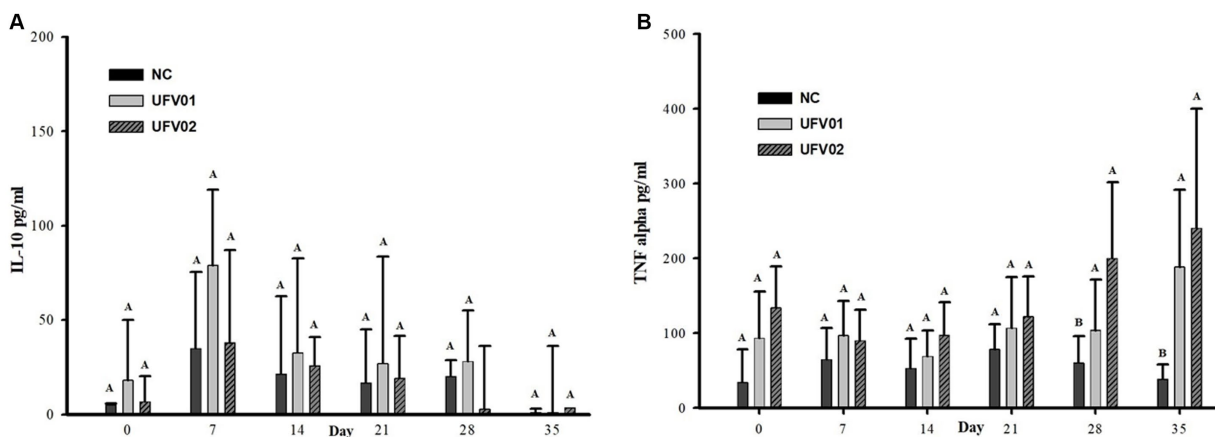 A
200
150
100
50
0
IL-10 pg/ml
NC
UFV01
UFV02
A A A
A A A
A A A
A A A
A A A
A A A
0 7 14 Day 21 28 35
B
500
400
300
200
100
0
TNF alpha pg/ml
NC
UFV01
UFV02
A A A
A A A
A A A
A A A
B A A
B A A
0 7 14 Day 21 28 35